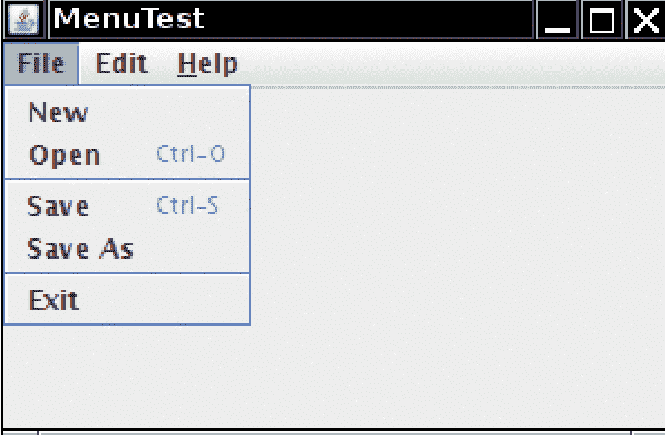 MenuTest
File Edit Help
New
Open Ctrl-O
Save Ctrl-S
Save As
Exit